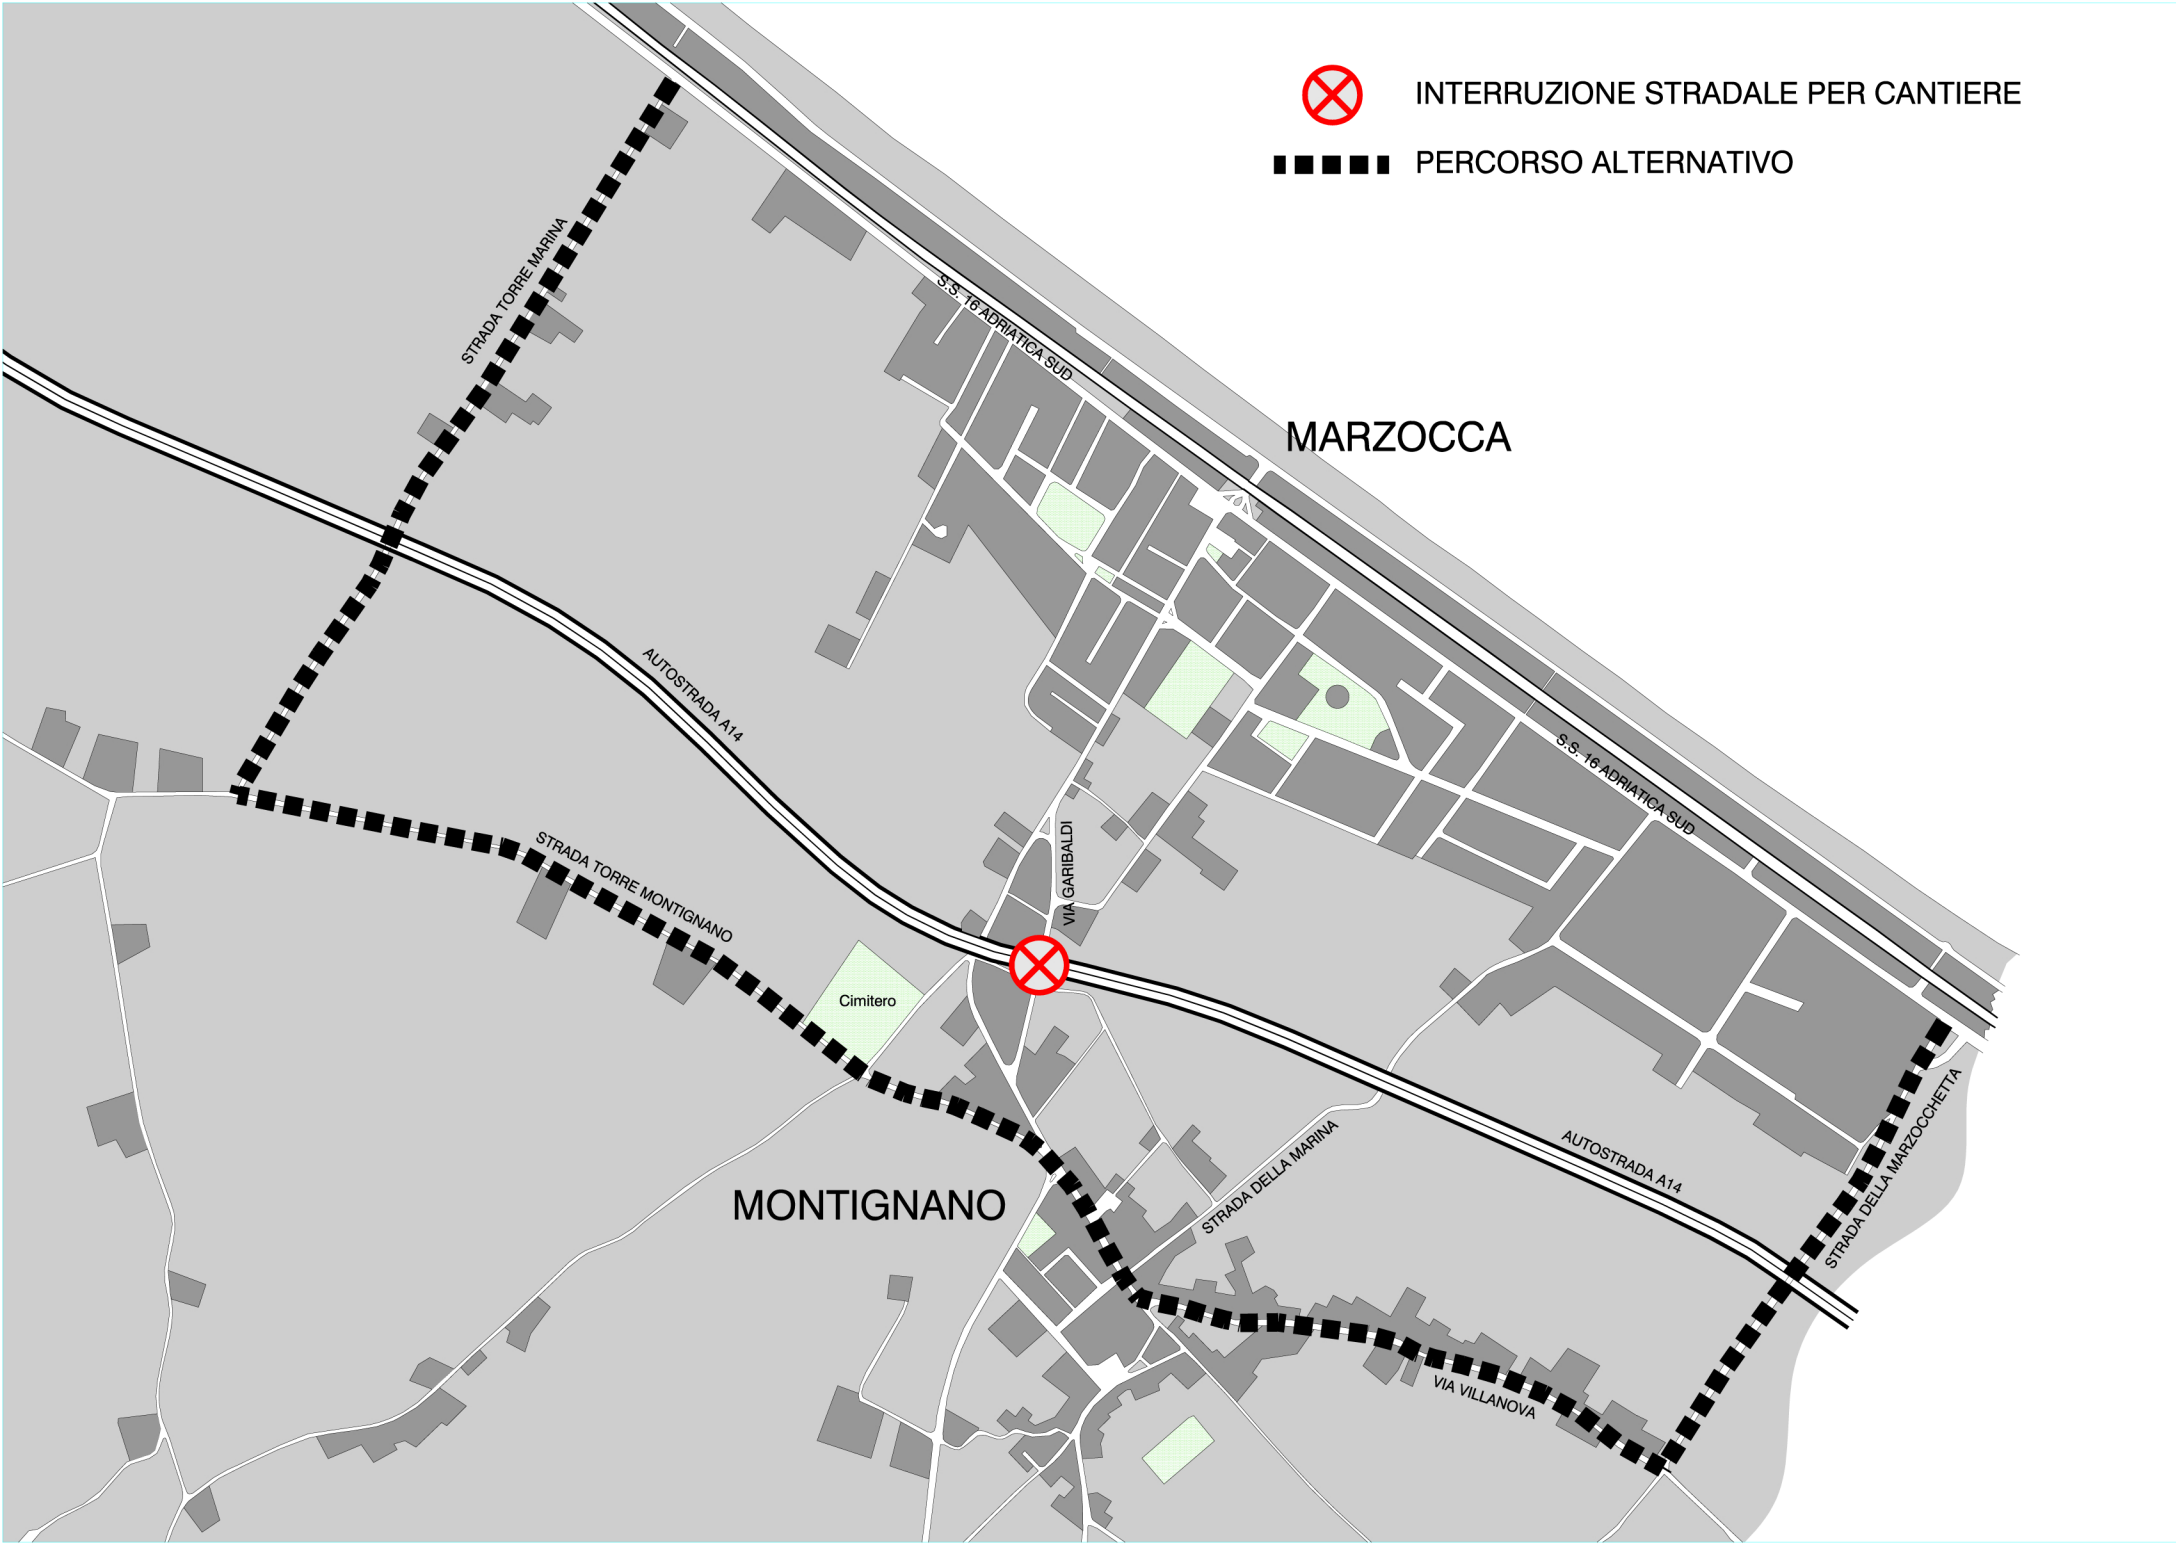 INTERRUZIONE STRADALE PER CANTIERE
PERCORSO ALTERNATIVO
STRADA TORRE MARINA
S.S. 16 ADRIATICA SUD
MARZOCCA
AUTOSTRADA A14
S.S. 16 ADRIATICA SUD
VIA GARIBALDI
STRADA TORRE MONTIGNANO
Cimitero
STRADA DELLA MARZOCCHETTA
STRADA DELLA MARINA
AUTOSTRADA A14
MONTIGNANO
VIA VILLANOVA